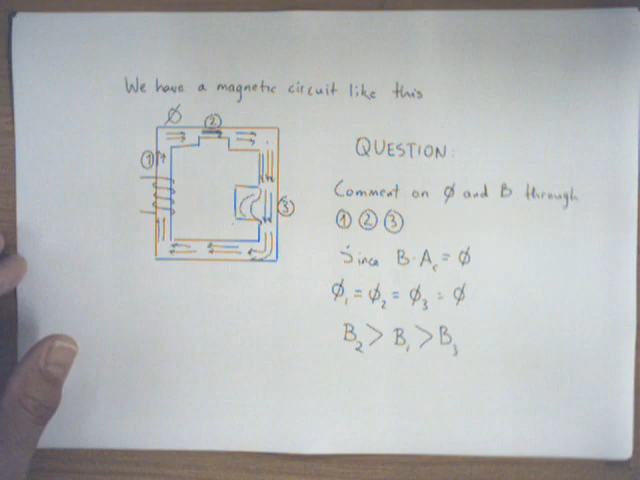 We have a magnetic circuit like this
Ø
②
①
③
QUESTION:
Comment on Ø and B through
① ② ③
Since B·A꜀ = Ø
Ø₁ = Ø₂ = Ø₃ = Ø
B₂ > B₁ > B₃